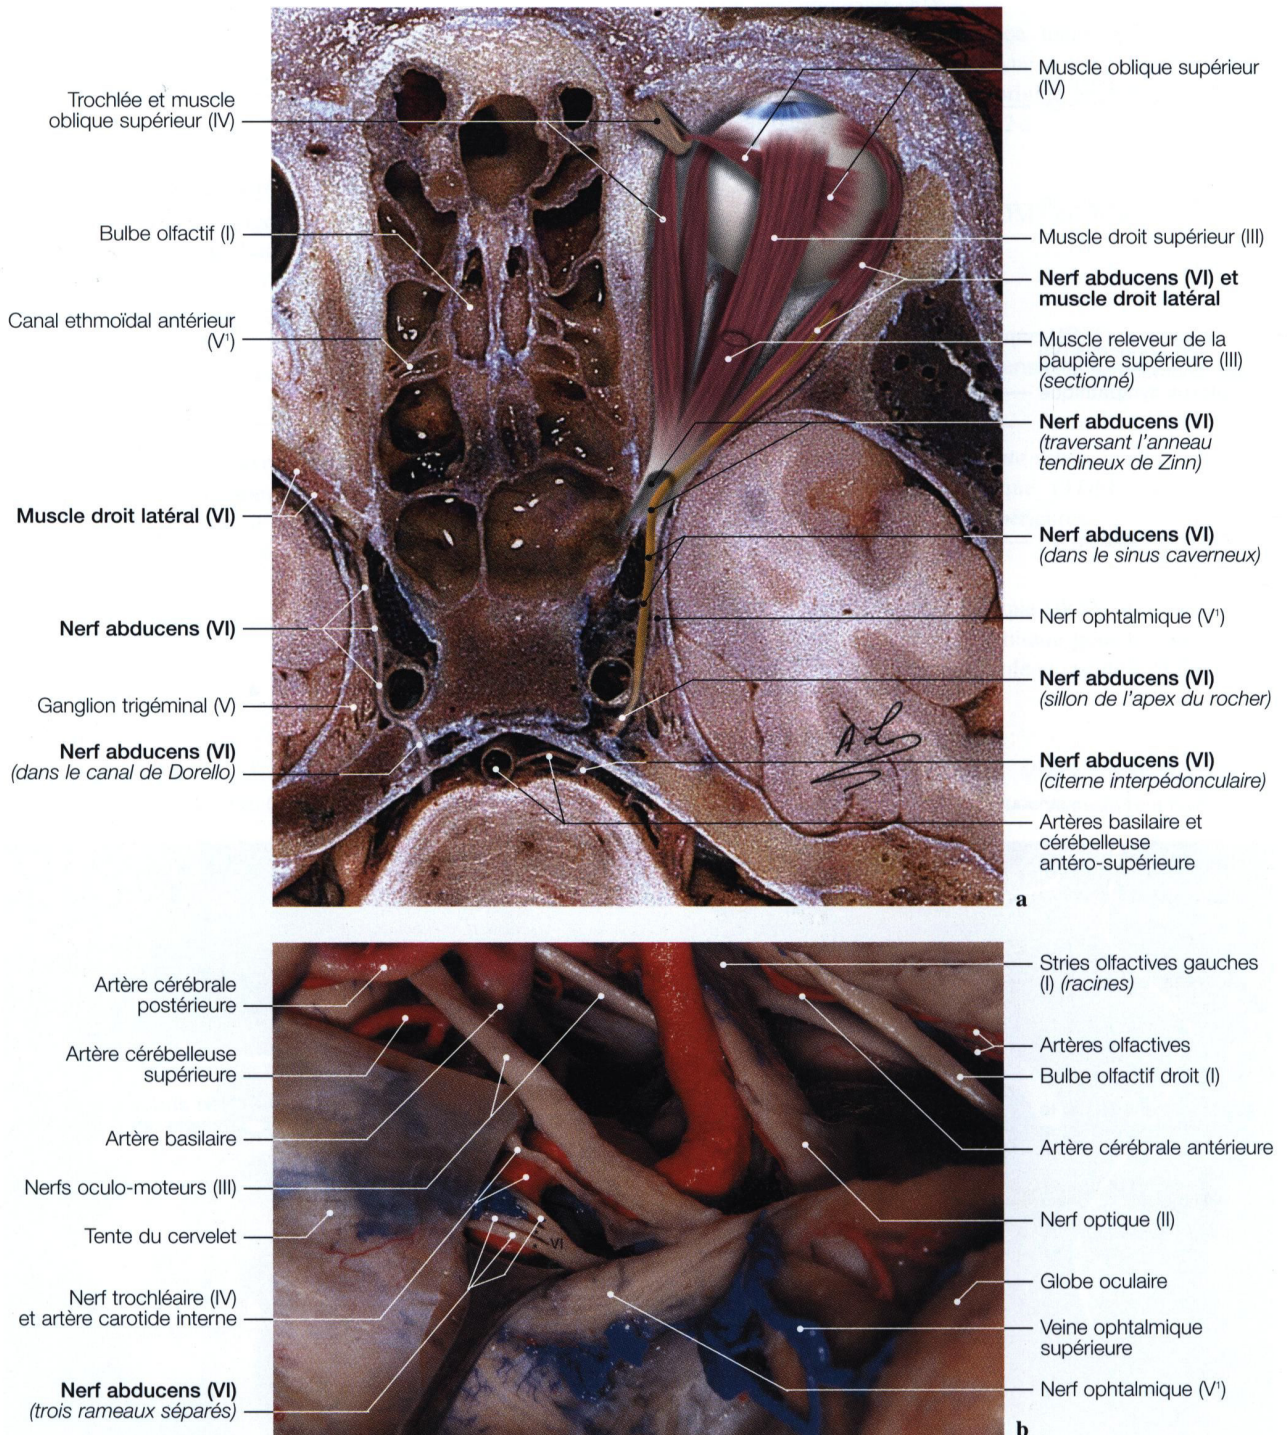 Trochlée et muscle
oblique supérieur (IV)
Bulbe olfactif (I)
Canal ethmoïdal antérieur
(V¹)
Muscle droit latéral (VI)
Nerf abducens (VI)
Ganglion trigéminal (V)
Nerf abducens (VI)
(dans le canal de Dorello)
Muscle oblique supérieur
(IV)
Muscle droit supérieur (III)
Nerf abducens (VI) et
muscle droit latéral
Muscle releveur de la
paupière supérieure (III)
(sectionné)
Nerf abducens (VI)
(traversant l'anneau
tendineux de Zinn)
Nerf abducens (VI)
(dans le sinus caverneux)
Nerf ophtalmique (V¹)
Nerf abducens (VI)
(sillon de l'apex du rocher)
Nerf abducens (VI)
(citerne interpédonculaire)
Artères basilaire et
cérébelleuse
antéro-supérieure
a
Artère cérébrale
postérieure
Artère cérébelleuse
supérieure
Artère basilaire
Nerfs oculo-moteurs (III)
Tente du cervelet
Nerf trochléaire (IV)
et artère carotide interne
Nerf abducens (VI)
(trois rameaux séparés)
VI
Stries olfactives gauches
(I) (racines)
Artères olfactives
Bulbe olfactif droit (I)
Artère cérébrale antérieure
Nerf optique (II)
Globe oculaire
Veine ophtalmique
supérieure
Nerf ophtalmique (V¹)
b